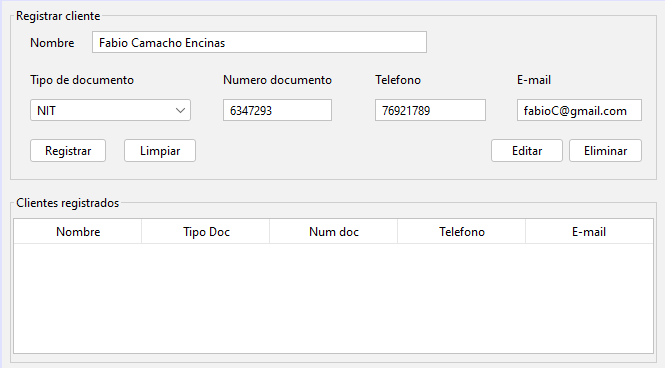 Registrar cliente
Nombre Fabio Camacho Encinas
Tipo de documento Numero documento Telefono E-mail
NIT 6347293 76921789 fabioC@gmail.com
Registrar Limpiar Editar Eliminar
Clientes registrados
Nombre Tipo Doc Num doc Telefono E-mail